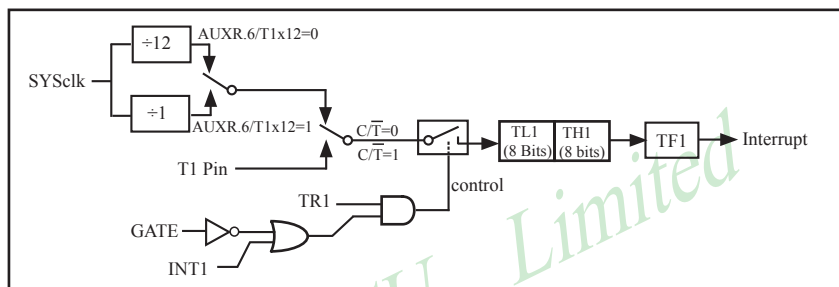 AUXR.6/T1x12=0
÷12
SYSclk
÷1
AUXR.6/T1x12=1
C/T̅=0
C/T̅=1
T1 Pin
TL1
(8 Bits)
TH1
(8 bits)
TF1
Interrupt
control
TR1
GATE
INT1
Limited